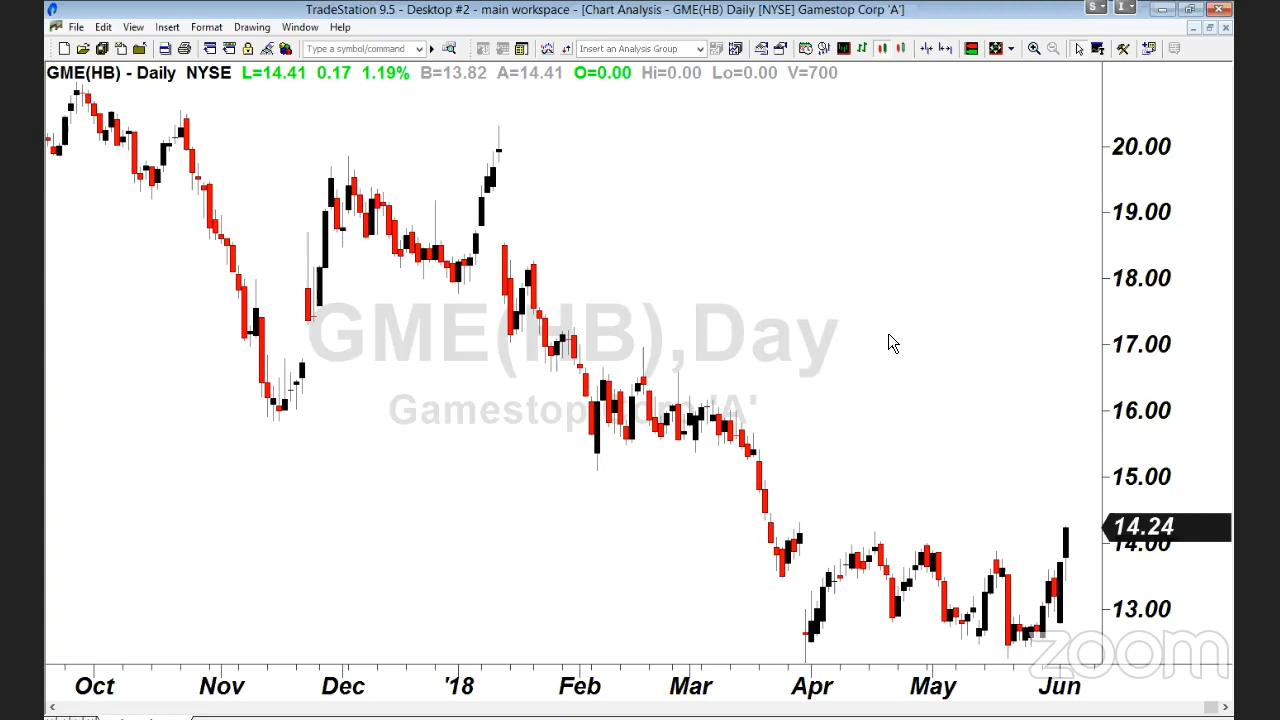 TradeStation 9.5 - Desktop #2 - main workspace - [Chart Analysis - GME(HB) Daily [NYSE] Gamestop Corp 'A']
S
I
File Edit View Insert Format Drawing Window Help
Type a symbol/command
Insert an Analysis Group
GME(HB) - Daily NYSE L=14.41 0.17 1.19% B=13.82 A=14.41 O=0.00 Hi=0.00 Lo=0.00 V=700
20.00
19.00
18.00
GME(HB),Day
17.00
Gamestop Corp 'A'
16.00
15.00
14.24
14.00
13.00
zoom
Oct Nov Dec '18 Feb Mar Apr May Jun